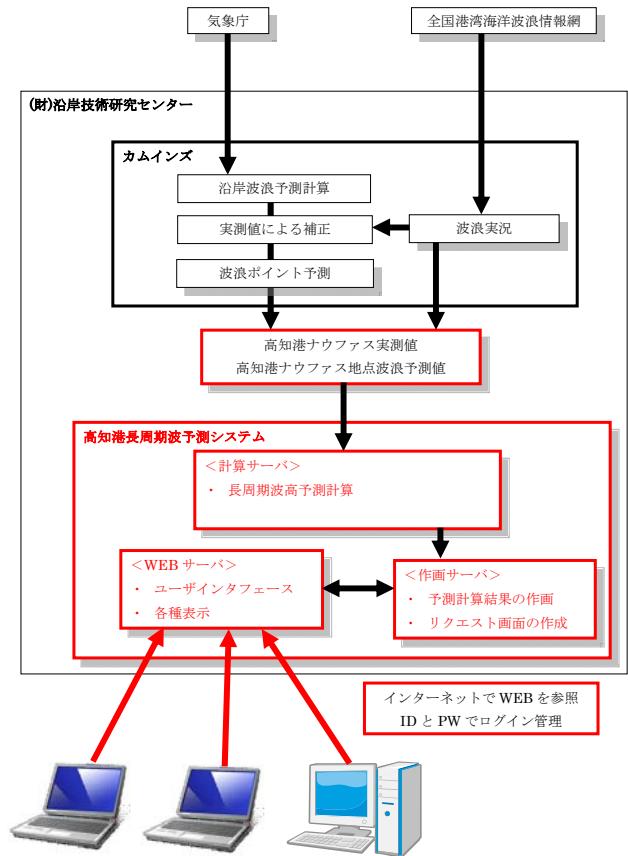 気象庁
全国港湾海洋波浪情報網
(財)沿岸技術研究センター
カムインズ
沿岸波浪予測計算
実測値による補正
波浪実況
波浪ポイント予測
高知港ナウファス実測値
高知港ナウファス地点波浪予測値
高知港長周期波予測システム
＜計算サーバ＞
・ 長周期波高予測計算
＜WEB サーバ＞
・ ユーザインタフェース
・ 各種表示
＜作画サーバ＞
・ 予測計算結果の作画
・ リクエスト画面の作成
インターネットで WEB を参照
ID と PW でログイン管理